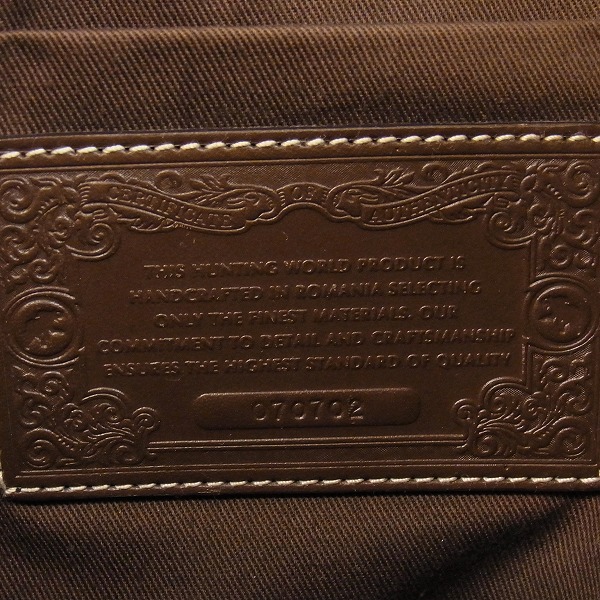 CERTIFICATE OF AUTHENTICITY
THIS HUNTING WORLD PRODUCT IS
HANDCRAFTED IN ROMANIA SELECTING
ONLY THE FINEST MATERIALS. OUR
COMMITMENT TO DETAIL AND CRAFTSMANSHIP
ENSURES THE HIGHEST STANDARD OF QUALITY
070702